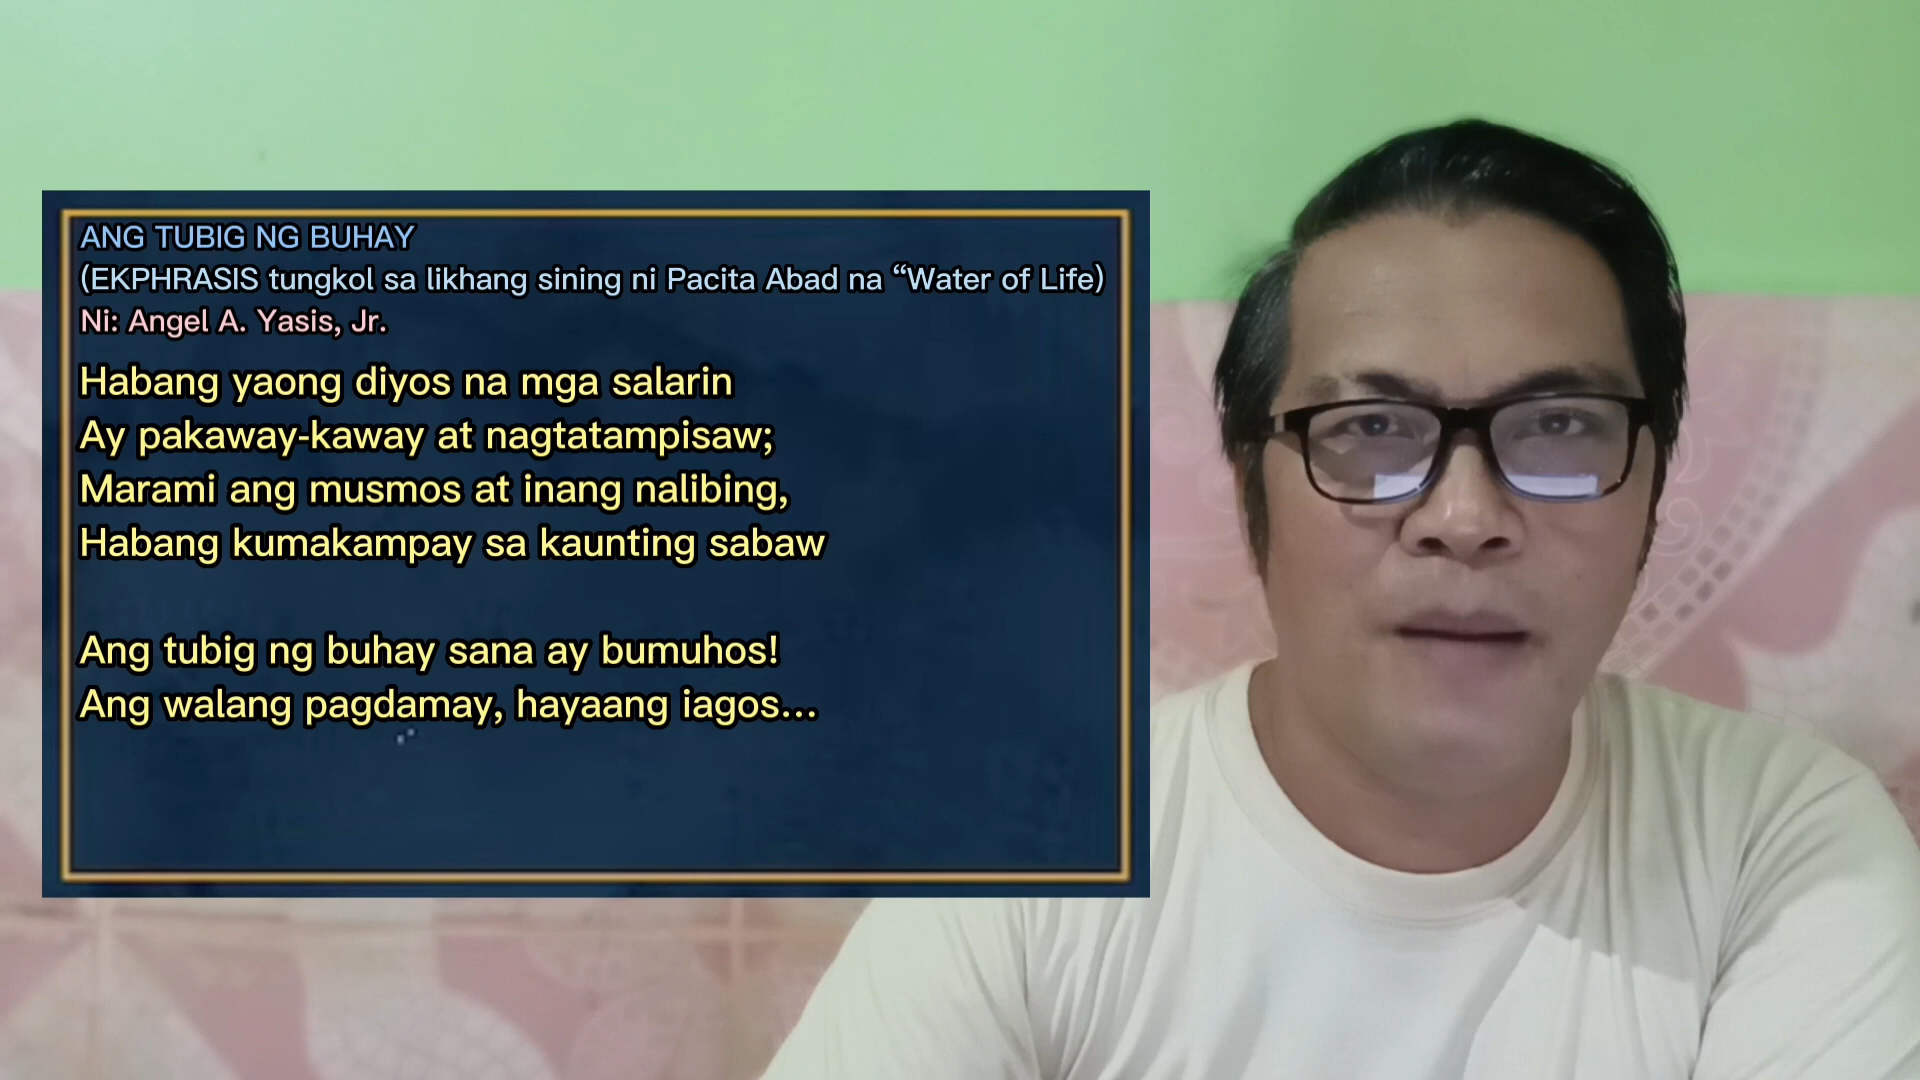 ANG TUBIG NG BUHAY
(EKPHRASIS tungkol sa likhang sining ni Pacita Abad na “Water of Life)
Ni: Angel A. Yasis, Jr.
Habang yaong diyos na mga salarin
Ay pakaway-kaway at nagtatampisaw;
Marami ang musmos at inang nalibing,
Habang kumakampay sa kaunting sabaw
Ang tubig ng buhay sana ay bumuhos!
Ang walang pagdamay, hayaang iagos...